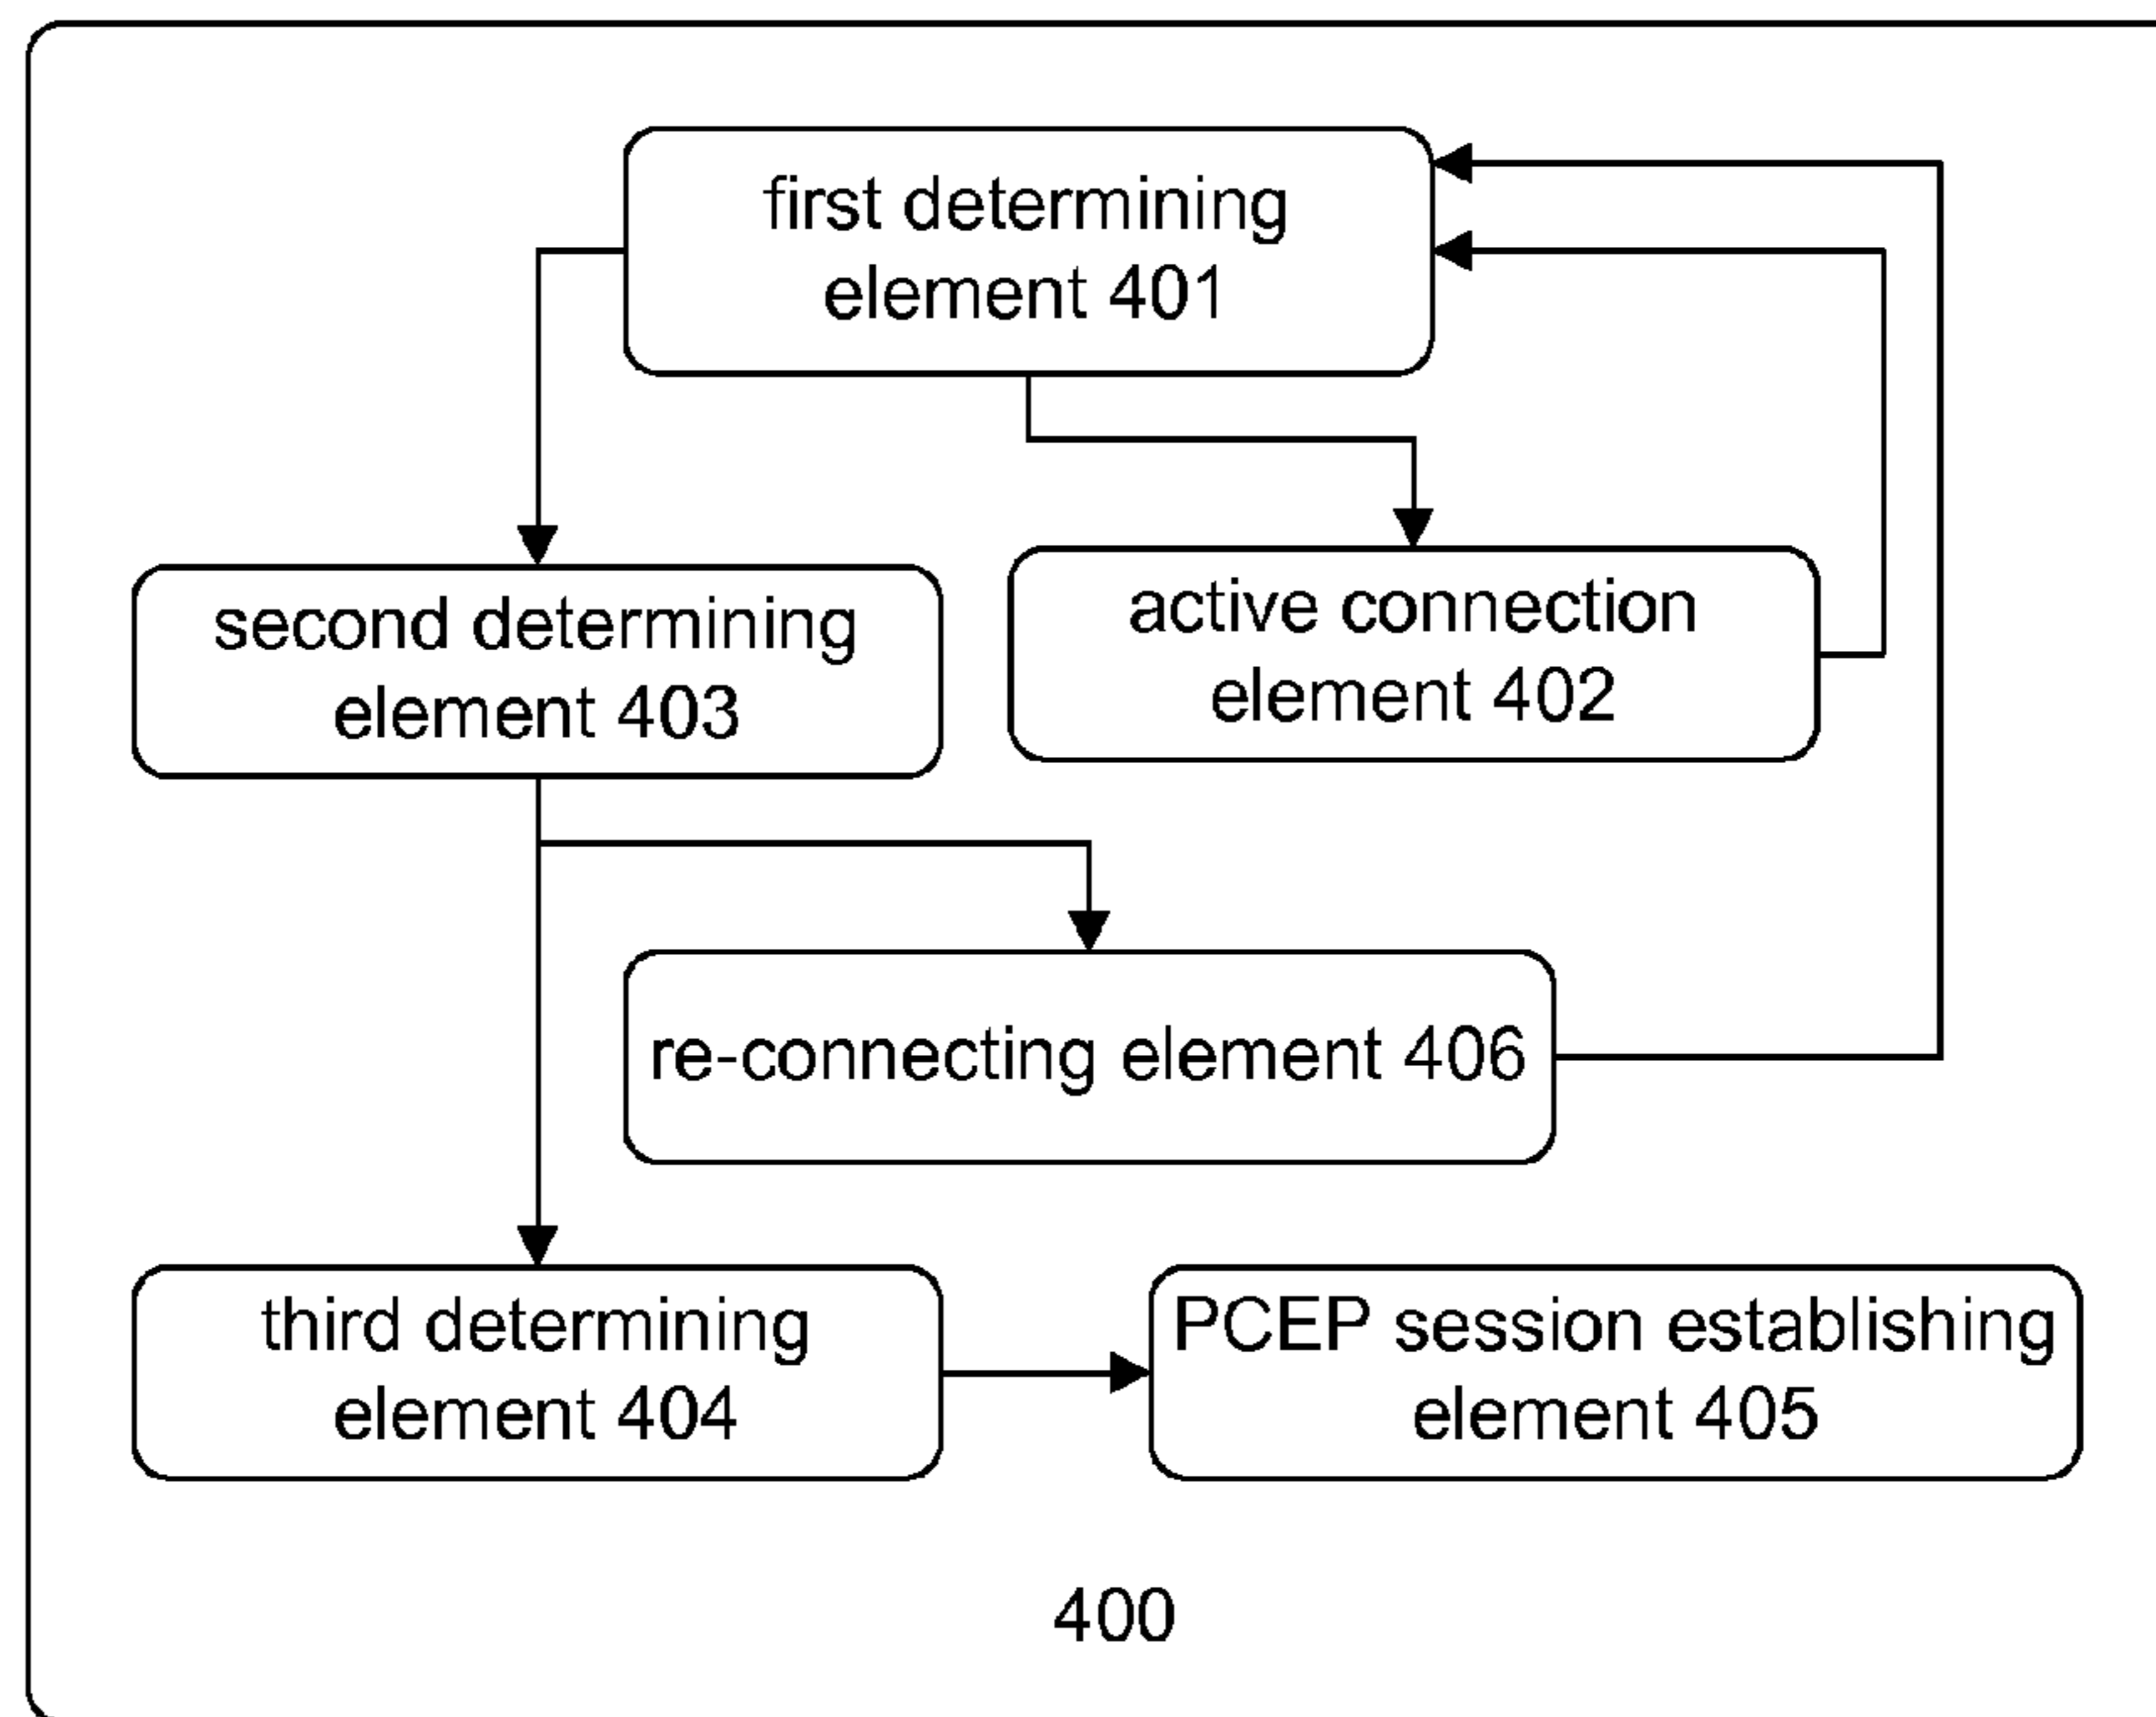 first determining
element 401
second determining
element 403
active connection
element 402
re-connecting element 406
third determining
element 404
PCEP session establishing
element 405
400